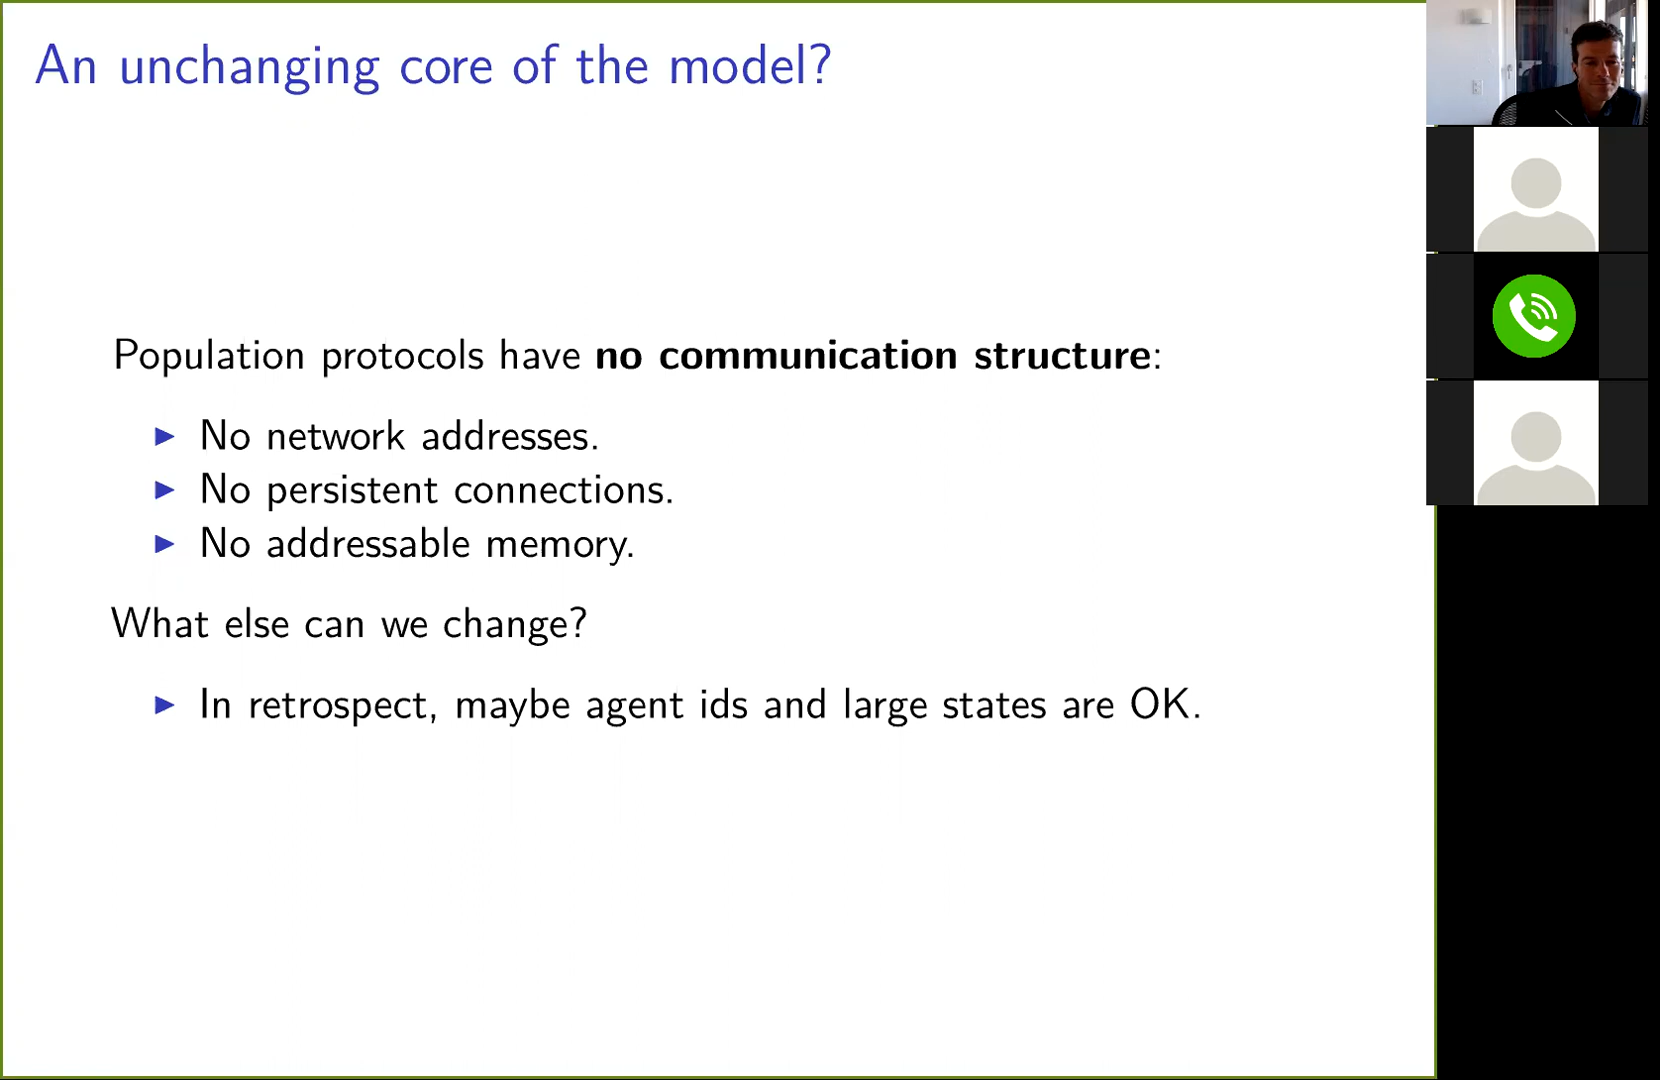 An unchanging core of the model?
Population protocols have no communication structure:
▶ No network addresses.
▶ No persistent connections.
▶ No addressable memory.
What else can we change?
▶ In retrospect, maybe agent ids and large states are OK.